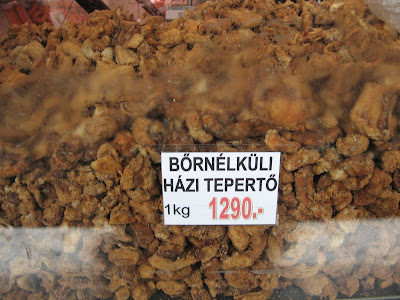 BŐRNÉLKÜLI
HÁZI TEPERTŐ
1kg 1290.-